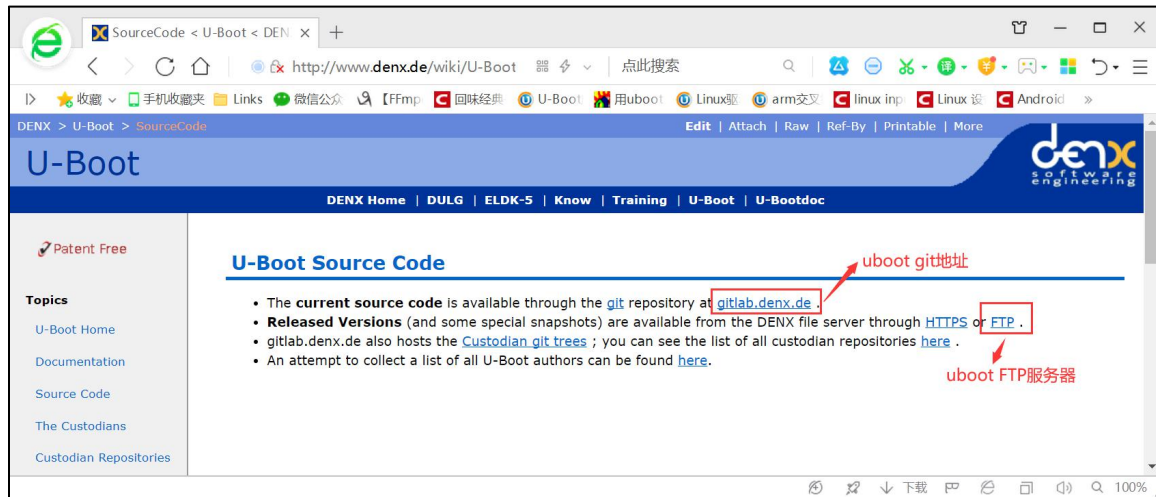 SourceCode < U-Boot < DEN
http://www.denx.de/wiki/U-Boot 点此搜索
收藏 手机收藏夹 Links 微信公众 【FFmp 回味经典 U-Boot 用uboot Linux驱 arm交叉 linux inp Linux 设 Android »
DENX > U-Boot > SourceCode Edit | Attach | Raw | Ref-By | Printable | More
U-Boot
denx
software
engineering
DENX Home | DULG | ELDK-5 | Know | Training | U-Boot | U-Bootdoc
Patent Free
U-Boot Source Code
uboot git地址
Topics
• The current source code is available through the git repository at gitlab.denx.de .
• Released Versions (and some special snapshots) are available from the DENX file server through HTTPS or FTP .
• gitlab.denx.de also hosts the Custodian git trees ; you can see the list of all custodian repositories here .
• An attempt to collect a list of all U-Boot authors can be found here.
uboot FTP服务器
U-Boot Home
Documentation
Source Code
The Custodians
Custodian Repositories
下载 100%